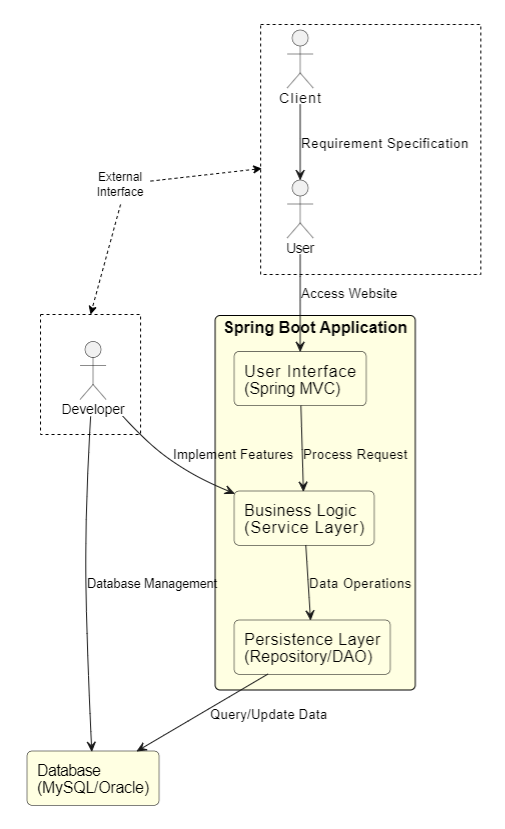 Client
Requirement Specification
External
Interface
User
Access Website
Spring Boot Application
User Interface
(Spring MVC)
Developer
Implement Features
Process Request
Business Logic
(Service Layer)
Database Management
Data Operations
Persistence Layer
(Repository/DAO)
Query/Update Data
Database
(MySQL/Oracle)